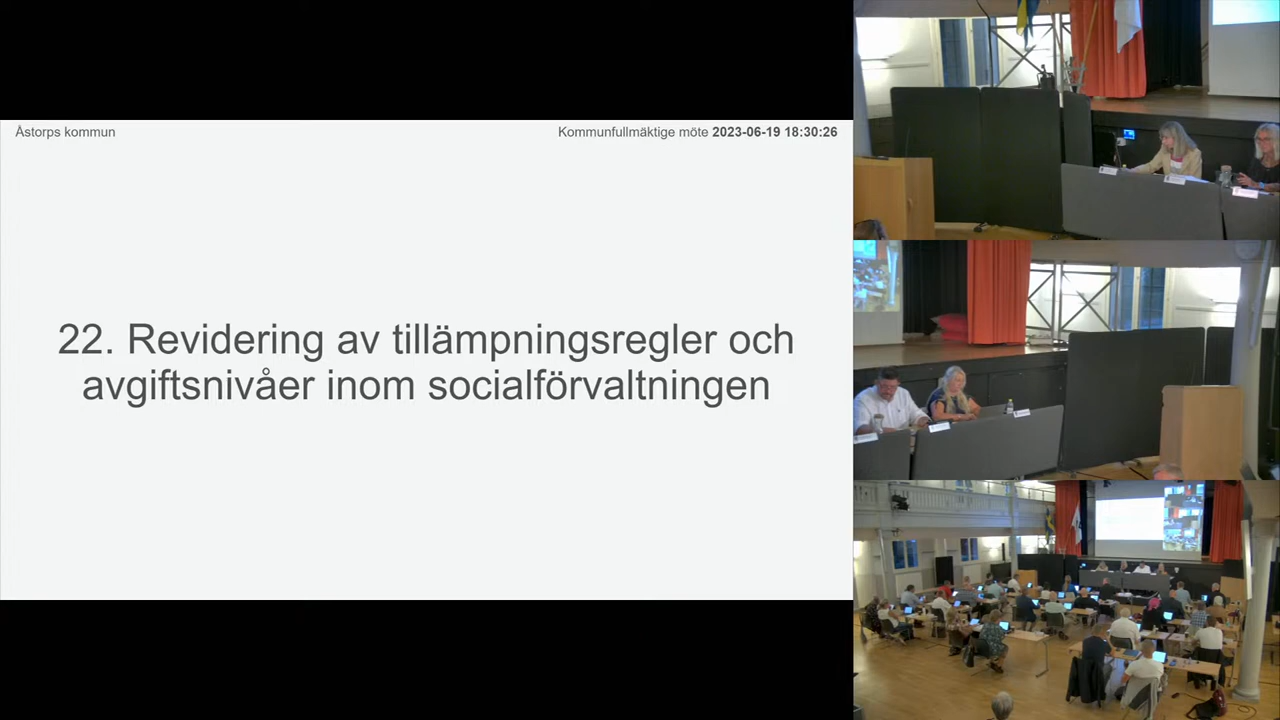 Åstorps kommun
Kommunfullmäktige möte 2023-06-19 18:30:26
22. Revidering av tillämpningsregler och
avgiftsnivåer inom socialförvaltningen